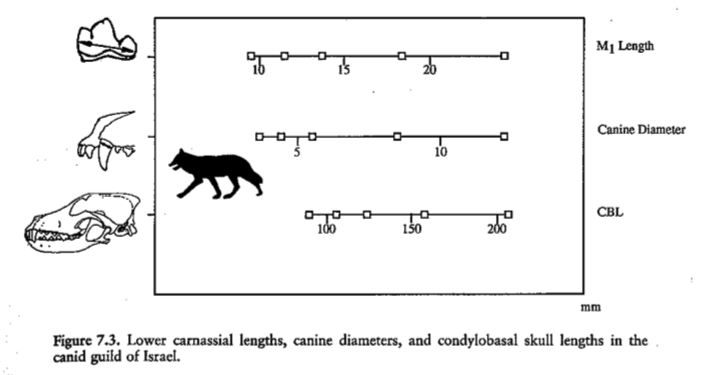 M1 Length
10 15 20
Canine Diameter
5 10
CBL
100 150 200
mm
Figure 7.3. Lower carnassial lengths, canine diameters, and condylobasal skull lengths in the
canid guild of Israel.